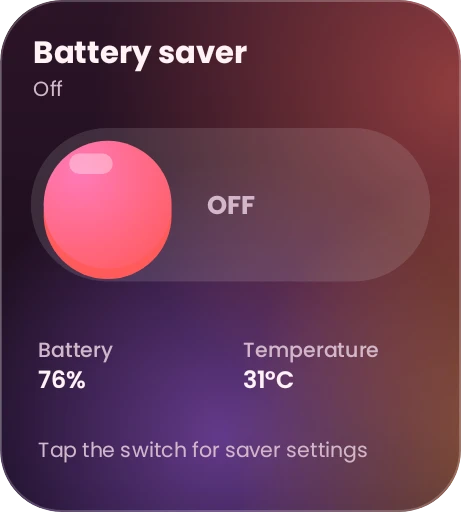 Battery saver
Off
OFF
Battery
Temperature
76%
31°C
Tap the switch for saver settings